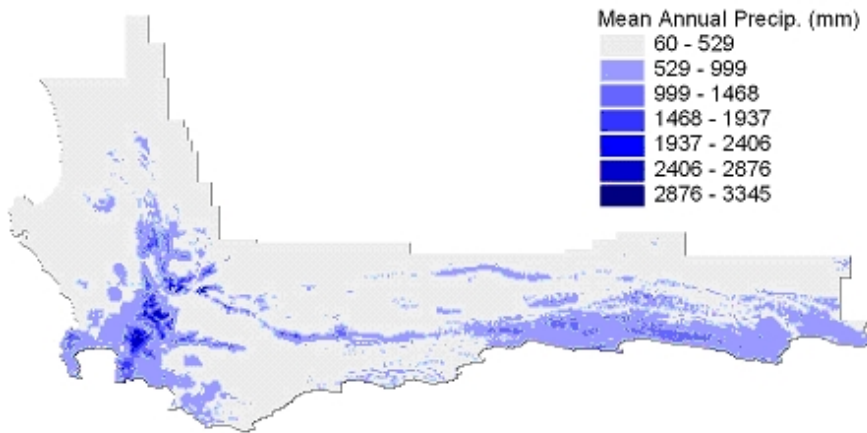 Mean Annual Precip. (mm)
60 - 529
529 - 999
999 - 1468
1468 - 1937
1937 - 2406
2406 - 2876
2876 - 3345